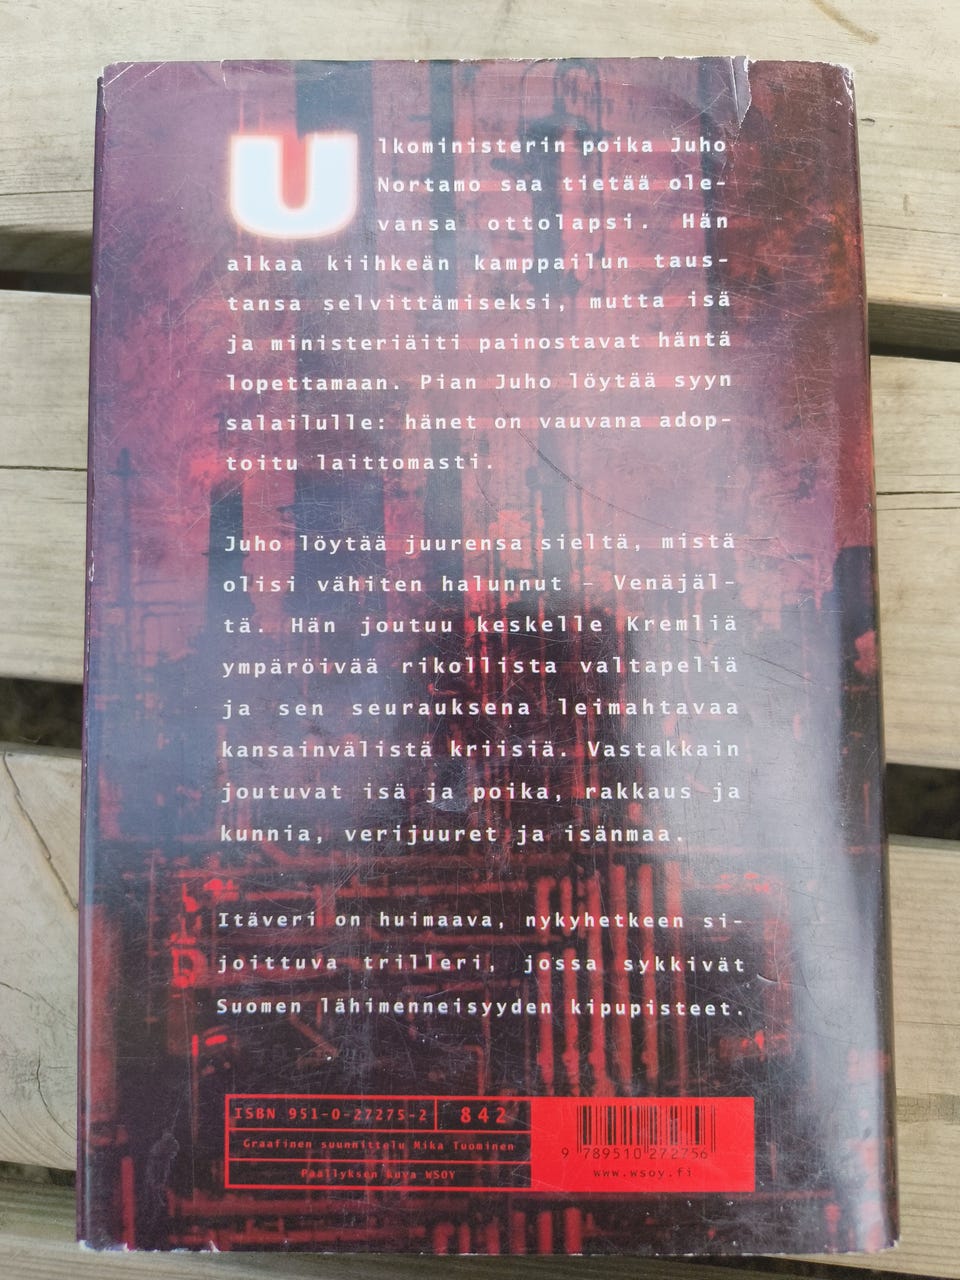 Ulkoministerin poika Juho
Nortamo saa tietää ole-
vansa ottolapsi. Hän
alkaa kiihkeän kamppailun taus-
tansa selvittämiseksi, mutta isä
ja ministeriäiti painostavat häntä
lopettamaan. Pian Juho löytää syyn
salailulle: hänet on vauvana adop-
toitu laittomasti.
Juho löytää juurensa sieltä, mistä
olisi vähiten halunnut – Venäjäl-
tä. Hän joutuu keskelle Kremliä
ympäröivää rikollista valtapeliä
ja sen seurauksena leimahtavaa
kansainvälistä kriisiä. Vastakkain
joutuvat isä ja poika, rakkaus ja
kunnia, verijuuret ja isänmaa.
Itäveri on huimaava, nykyhetkeen si-
joittuva trilleri, jossa sykkivät
Suomen lähimenneisyyden kipupisteet.
ISBN 951-0-27275-2 842
Graafinen suunnittelu Mika Tuominen
Päällyksen kuva WSOY
9 789510 272756
www.wsoy.fi